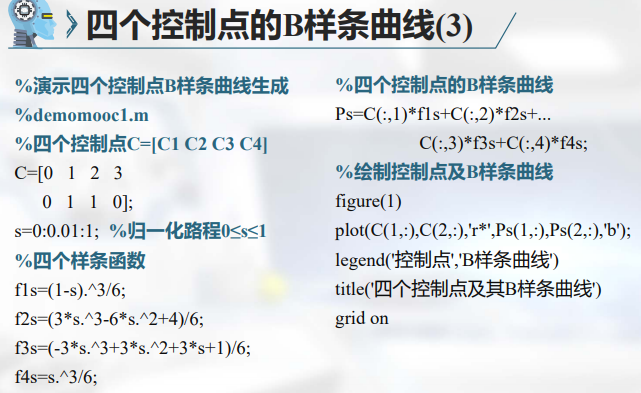 四个控制点的B样条曲线(3)
%演示四个控制点B样条曲线生成
%demomooc1.m
%四个控制点C=[C1 C2 C3 C4]
C=[0 1 2 3
0 1 1 0];
s=0:0.01:1; %归一化路程0≤s≤1
%四个样条函数
f1s=(1-s).^3/6;
f2s=(3*s.^3-6*s.^2+4)/6;
f3s=(-3*s.^3+3*s.^2+3*s+1)/6;
f4s=s.^3/6;
%四个控制点的B样条曲线
Ps=C(:,1)*f1s+C(:,2)*f2s+...
C(:,3)*f3s+C(:,4)*f4s;
%绘制控制点及B样条曲线
figure(1)
plot(C(1,:),C(2,:),'r*',Ps(1,:),Ps(2,:),'b');
legend('控制点','B样条曲线')
title('四个控制点及其B样条曲线')
grid on